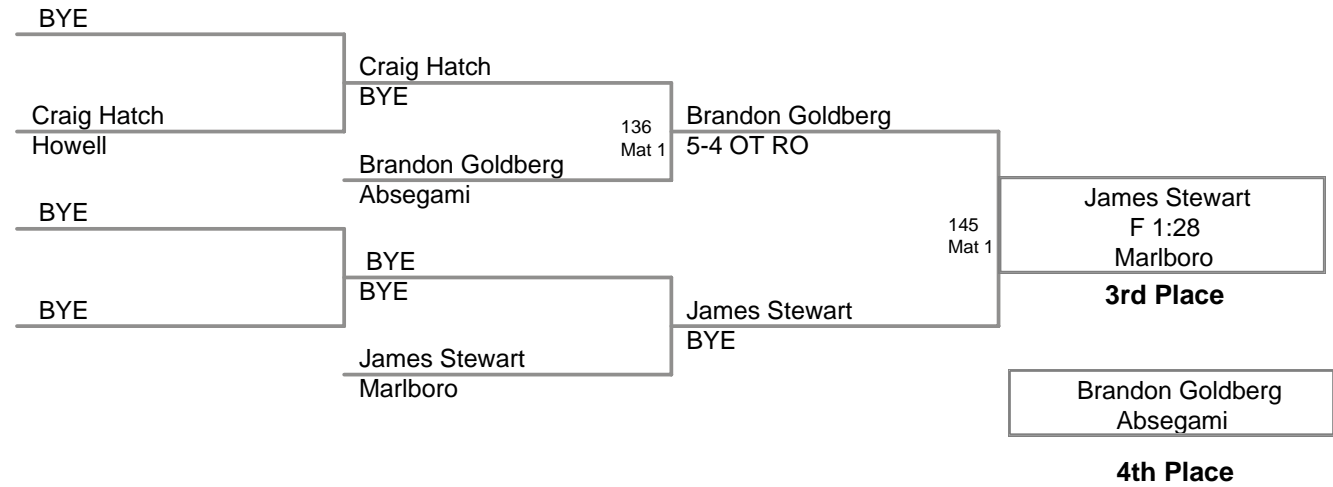 BYE
Craig Hatch
Howell
BYE
BYE
Craig Hatch
BYE
Brandon Goldberg
Absegami
BYE
BYE
James Stewart
Marlboro
136
Mat 1
Brandon Goldberg
5-4 OT RO
James Stewart
BYE
145
Mat 1
James Stewart
F 1:28
Marlboro
3rd Place
Brandon Goldberg
Absegami
4th Place